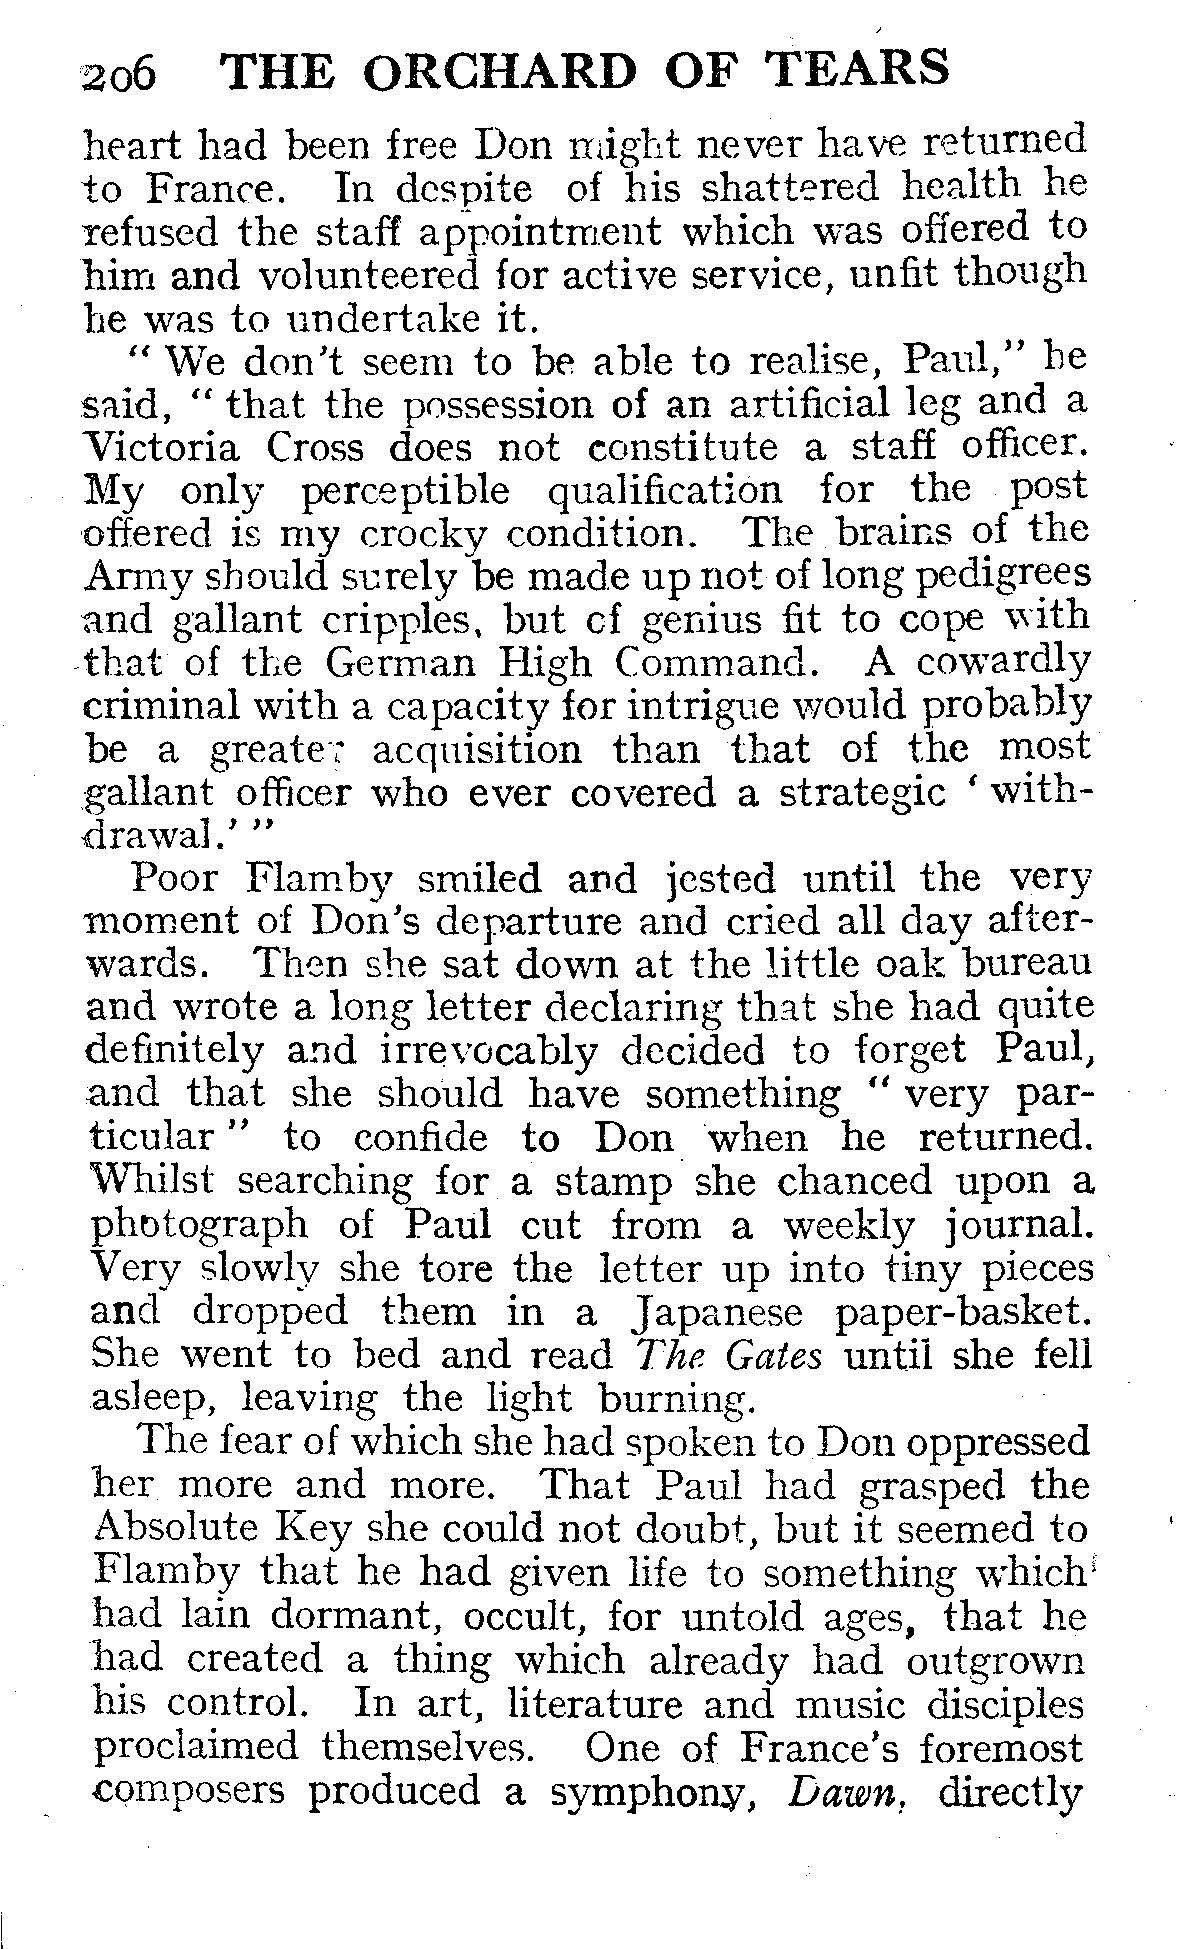 206 THE ORCHARD OF TEARS
heart had been free Don might never have returned
to France. In despite of his shattered health he
refused the staff appointment which was offered to
him and volunteered for active service, unfit though
he was to undertake it.
“ We don't seem to be able to realise, Paul,” he
said, “ that the possession of an artificial leg and a
Victoria Cross does not constitute a staff officer.
My only perceptible qualification for the post
offered is my crocky condition. The brains of the
Army should surely be made up not of long pedigrees
and gallant cripples, but of genius fit to cope with
that of the German High Command. A cowardly
criminal with a capacity for intrigue would probably
be a greater acquisition than that of the most
gallant officer who ever covered a strategic ‘ with-
drawal.’ ”
Poor Flamby smiled and jested until the very
moment of Don's departure and cried all day after-
wards. Then she sat down at the little oak bureau
and wrote a long letter declaring that she had quite
definitely and irrevocably decided to forget Paul,
and that she should have something “ very par-
ticular ” to confide to Don when he returned.
Whilst searching for a stamp she chanced upon a
photograph of Paul cut from a weekly journal.
Very slowly she tore the letter up into tiny pieces
and dropped them in a Japanese paper-basket.
She went to bed and read The Gates until she fell
asleep, leaving the light burning.
The fear of which she had spoken to Don oppressed
her more and more. That Paul had grasped the
Absolute Key she could not doubt, but it seemed to
Flamby that he had given life to something which
had lain dormant, occult, for untold ages, that he
had created a thing which already had outgrown
his control. In art, literature and music disciples
proclaimed themselves. One of France's foremost
composers produced a symphony, Dawn, directly